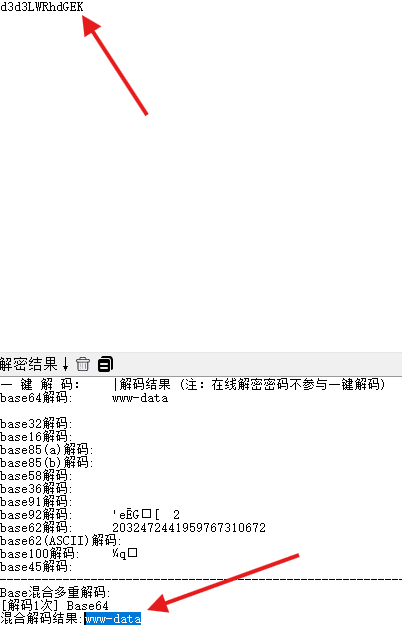 d3d3LWRhdGEK
解密结果↓
一 键 解 码: |解码结果 (注: 在线解密密码不参与一键解码)
base64解码: www-data
base32解码:
base16解码:
base85(a)解码:
base85(b)解码:
base58解码:
base36解码:
base91解码:
base92解码: 'eĒG□[ 2
base62解码: 2032472441959767310672
base62(ASCII)解码:
base100解码: ¾q□
base45解码:
Base混合多重解码:
[解码1次] Base64
混合解码结果:www-data